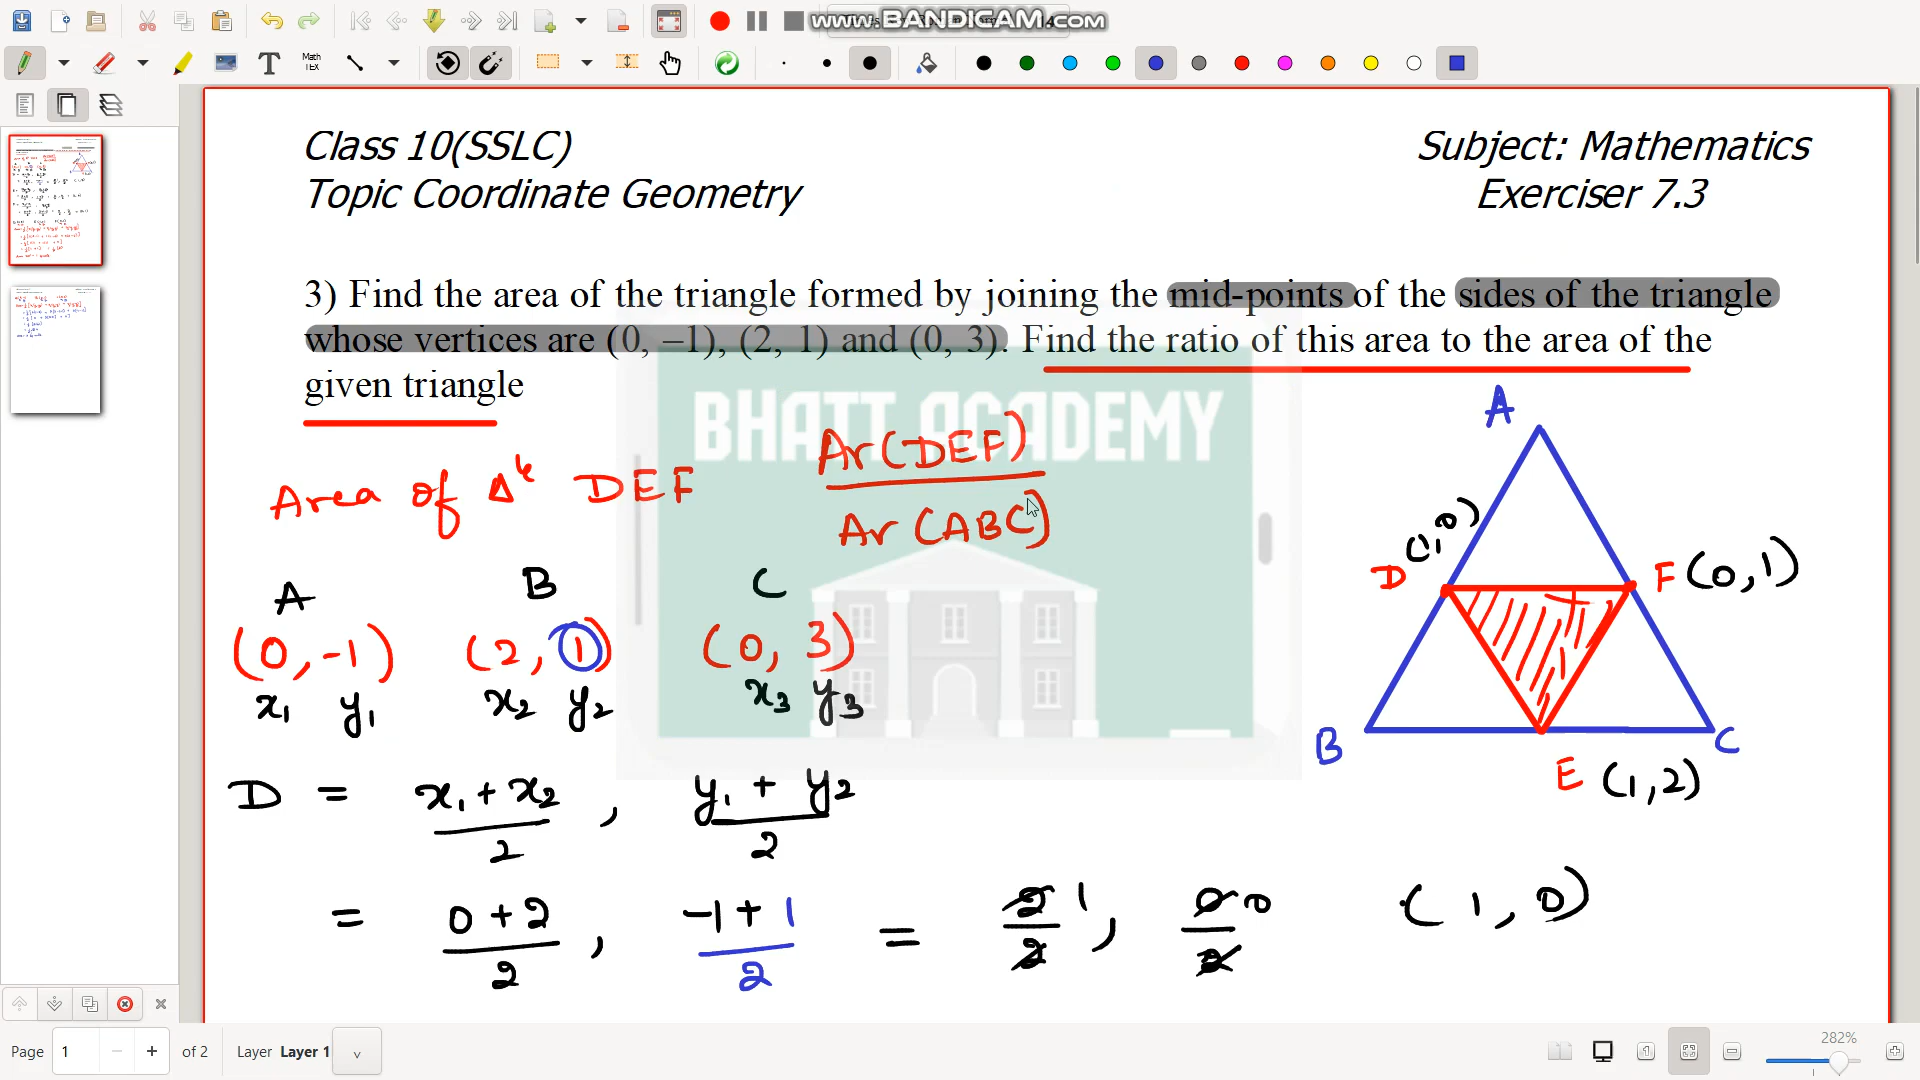 WWW.BANDICAM.COM
Math
TEX
Class 10(SSLC)
Subject: Mathematics
Topic Coordinate Geometry
Exerciser 7.3
3) Find the area of the triangle formed by joining the mid-points of the sides of the triangle
whose vertices are (0, –1), (2, 1) and (0, 3). Find the ratio of this area to the area of the
given triangle
BHATT ACADEMY
Area of Δle DEF
Ar(DEF)
Ar (ABC)
A
D (1,0)
F (0,1)
B
C
E (1,2)
A B C
(0,-1) (2,1) (0,3)
x1 y1 x2 y2 x3 y3
D = x1 + x2 / 2 , y1 + y2 / 2
= 0 + 2 / 2 , -1 + 1 / 2 = 2 / 2 1 , 0 / 2 0 (1,0)
Page 1 of 2 Layer Layer 1 282%